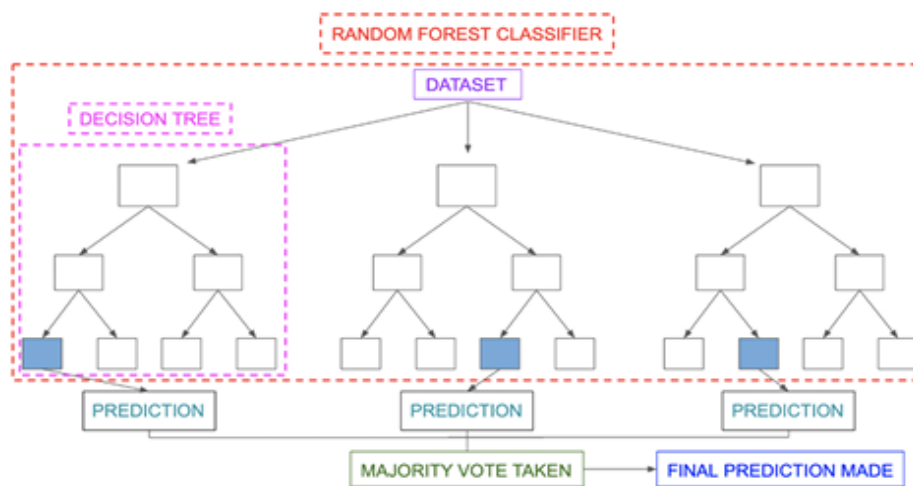 RANDOM FOREST CLASSIFIER
DATASET
DECISION TREE
PREDICTION
PREDICTION
PREDICTION
MAJORITY VOTE TAKEN
FINAL PREDICTION MADE